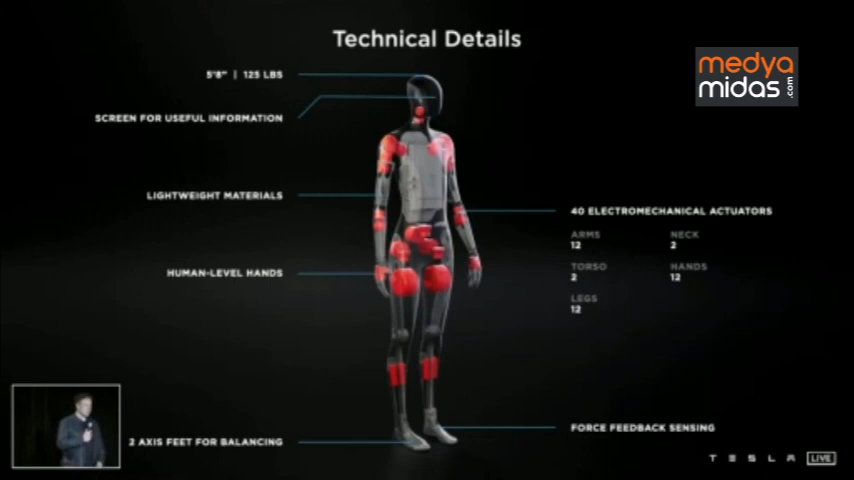 Technical Details
medya
midas.com
5'8" | 125 LBS
SCREEN FOR USEFUL INFORMATION
LIGHTWEIGHT MATERIALS
HUMAN-LEVEL HANDS
2 AXIS FEET FOR BALANCING
40 ELECTROMECHANICAL ACTUATORS
ARMS NECK
12 2
TORSO HANDS
2 12
LEGS
12
FORCE FEEDBACK SENSING
TESLA LIVE